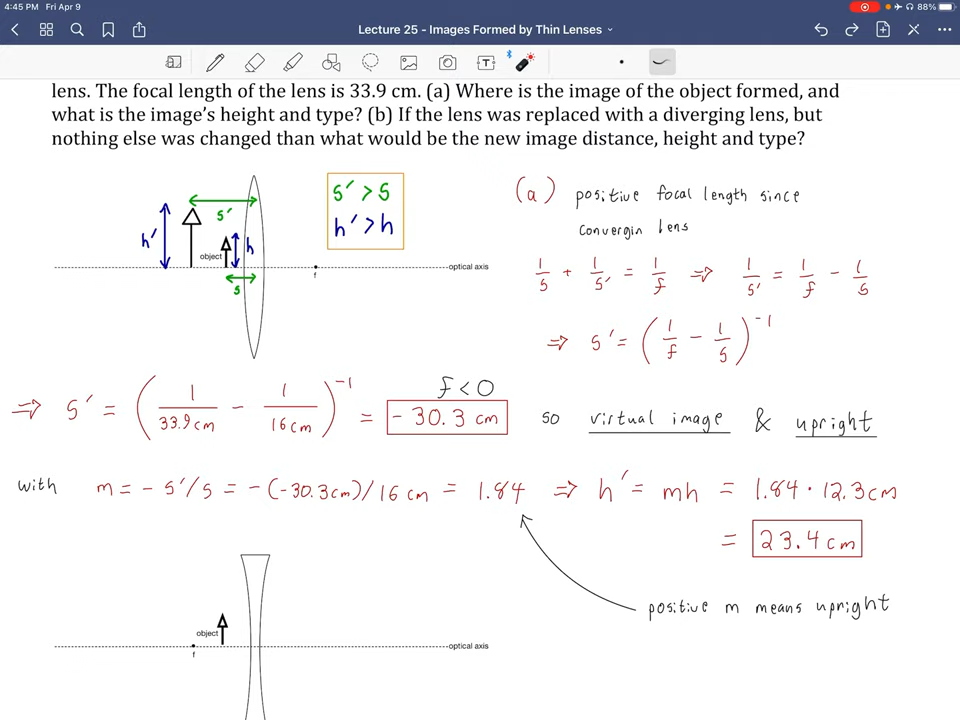 4:45 PM Fri Apr 9
88%
Lecture 25 - Images Formed by Thin Lenses
lens. The focal length of the lens is 33.9 cm. (a) Where is the image of the object formed, and
what is the image's height and type? (b) If the lens was replaced with a diverging lens, but
nothing else was changed than what would be the new image distance, height and type?
s'
h'
object
h
s
f
optical axis
s' > s
h' > h
(a) positive focal length since
convergin lens
1/s + 1/s' = 1/f ⇒ 1/s' = 1/f - 1/s
⇒ s' = (1/f - 1/s)^-1
f < 0
⇒ s' = (1/33.9cm - 1/16cm)^-1 = -30.3 cm so virtual image & upright
with m = -s'/s = -(-30.3cm)/16cm = 1.84 ⇒ h' = mh = 1.84 · 12.3cm
= 23.4cm
positive m means upright
object
f
optical axis